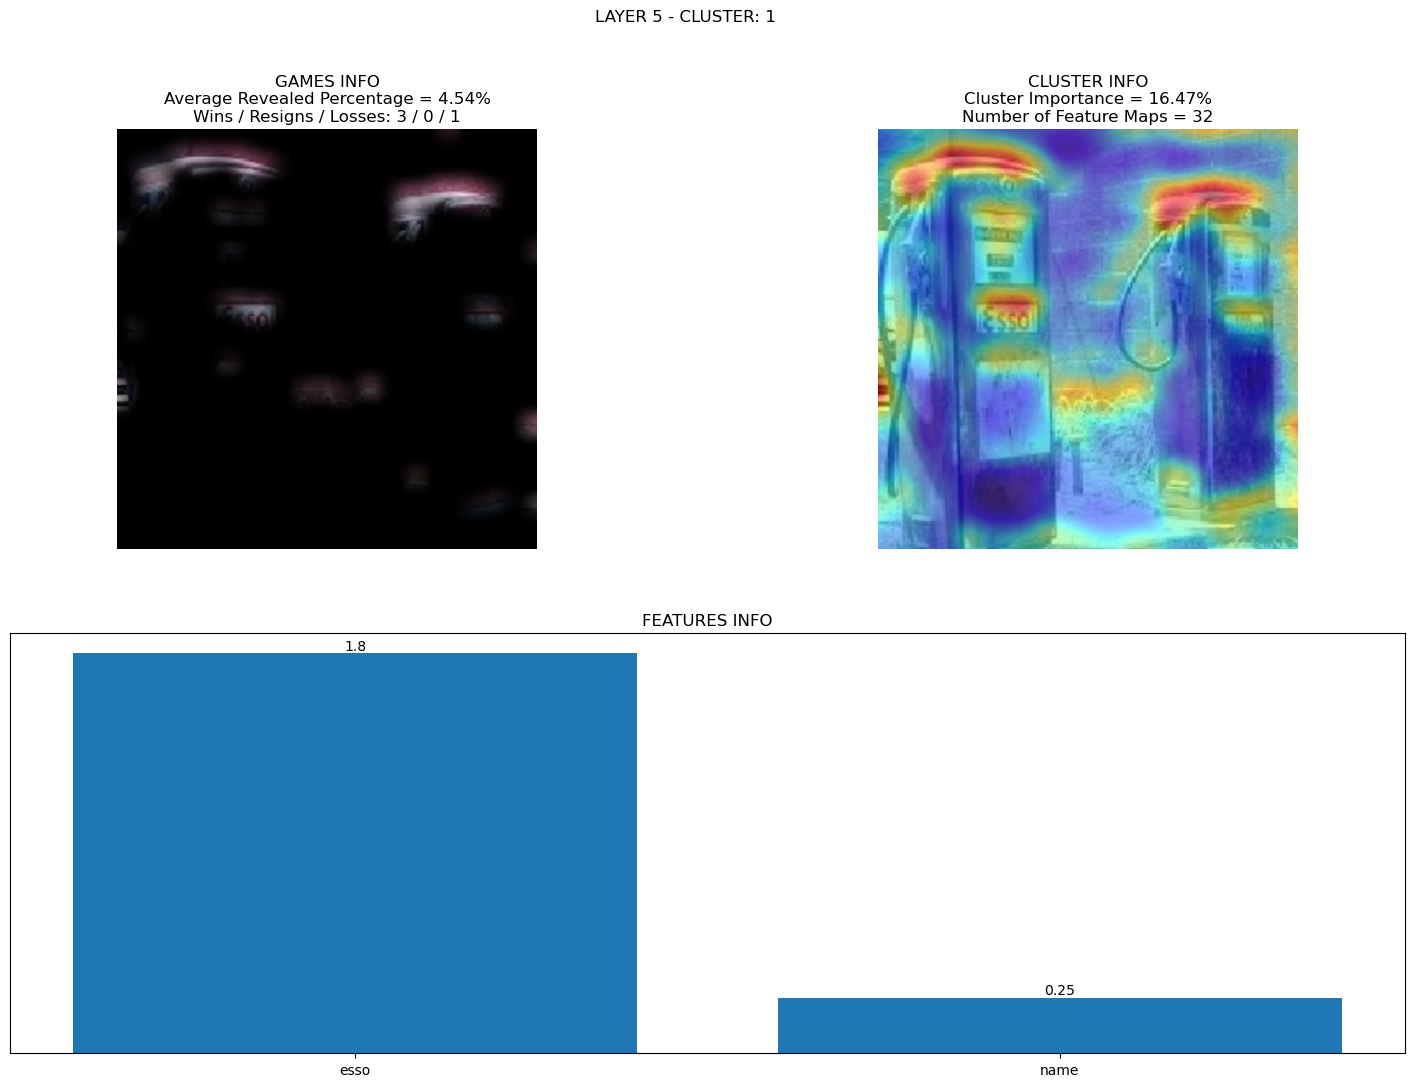 LAYER 5 - CLUSTER: 1
GAMES INFO
Average Revealed Percentage = 4.54%
Wins / Resigns / Losses: 3 / 0 / 1
CLUSTER INFO
Cluster Importance = 16.47%
Number of Feature Maps = 32
Esso
Esso
FEATURES INFO
1.8
0.25
esso
name